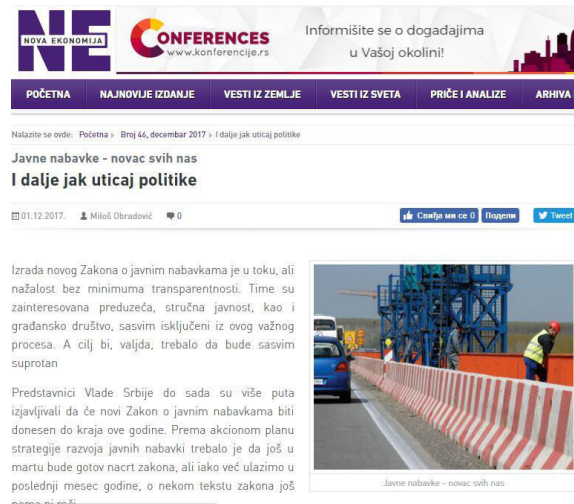 NE
NOVA EKONOMIJA
CONFERENCES
www.konferencije.rs
Informišite se o događajima
u Vašoj okolini!
POČETNA NAJNOVIJE IZDANJE VESTI IZ ZEMLJE VESTI IZ SVETA PRIČE I ANALIZE ARHIVA
Nalazite se ovde: Početna Broj 46, decembar 2017 I dalje jak uticaj politike
Javne nabavke - novac svih nas
I dalje jak uticaj politike
01.12.2017. Miloš Obradović 0
Свиђа ми се 0 Подели Tweet
Izrada novog Zakona o javnim nabavkama je u toku, ali
nažalost bez minimuma transparentnosti. Time su
zainteresovana preduzeća, stručna javnost, kao i
građansko društvo, sasvim isključeni iz ovog važnog
procesa. A cilj bi, valjda, trebalo da bude sasvim
suprotan
Predstavnici Vlade Srbije do sada su više puta
izjavljivali da će novi Zakon o javnim nabavkama biti
donesen do kraja ove godine. Prema akcionom planu
strategije razvoja javnih nabavki trebalo je da još u
martu bude gotov nacrt zakona, ali iako već ulazimo u
poslednji mesec godine, o nekom tekstu zakona još
Javne nabavke - novac svih nas